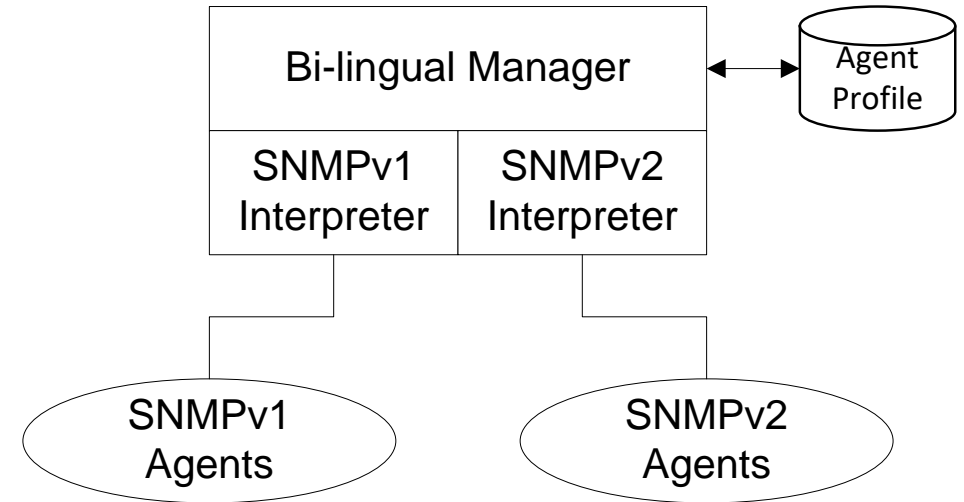 Bi-lingual Manager
Agent
Profile
SNMPv1
Interpreter
SNMPv2
Interpreter
SNMPv1
Agents
SNMPv2
Agents